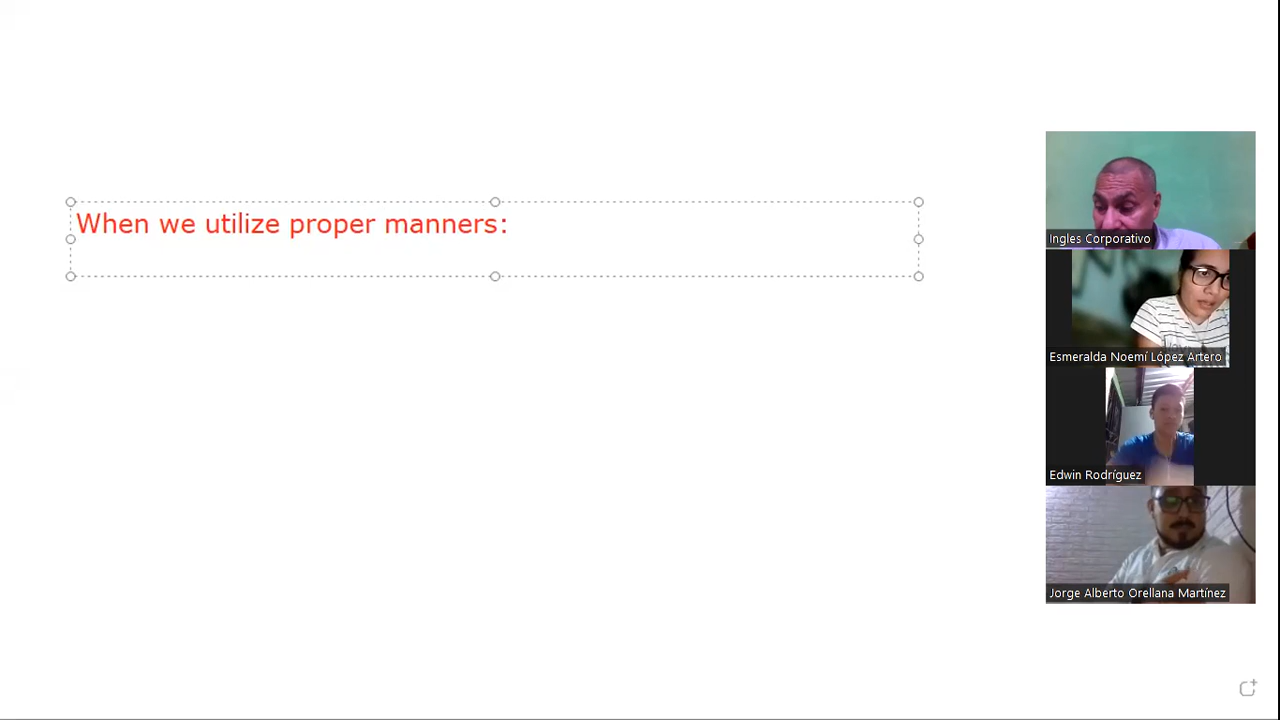 When we utilize proper manners:
Ingles Corporativo
Esmeralda Noemí López Artero
Edwin Rodríguez
Jorge Alberto Orellana Martínez